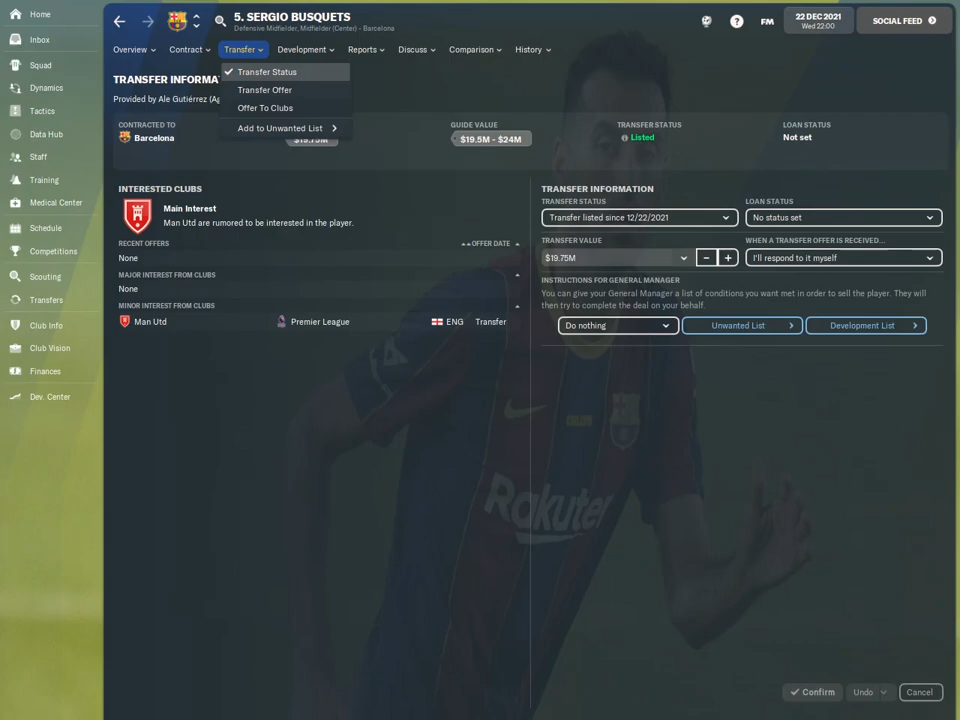 Home
Inbox
Squad
Dynamics
Tactics
Data Hub
Staff
Training
Medical Center
Schedule
Competitions
Scouting
Transfers
Club Info
Club Vision
Finances
Dev. Center
5. SERGIO BUSQUETS
Defensive Midfielder, Midfielder (Center) - Barcelona
?
FM
22 DEC 2021
Wed 22:00
SOCIAL FEED
Overview
Contract
Transfer
Development
Reports
Discuss
Comparison
History
Transfer Status
Transfer Offer
Offer To Clubs
Add to Unwanted List
TRANSFER INFORMA
Provided by Ale Gutiérrez (Ag
CONTRACTED TO
Barcelona
$19.75M
GUIDE VALUE
$19.5M - $24M
TRANSFER STATUS
Listed
LOAN STATUS
Not set
INTERESTED CLUBS
Main Interest
Man Utd are rumored to be interested in the player.
RECENT OFFERS
OFFER DATE
None
MAJOR INTEREST FROM CLUBS
None
MINOR INTEREST FROM CLUBS
Man Utd Premier League ENG Transfer
TRANSFER INFORMATION
TRANSFER STATUS
Transfer listed since 12/22/2021
LOAN STATUS
No status set
TRANSFER VALUE
$19.75M
- +
WHEN A TRANSFER OFFER IS RECEIVED...
I'll respond to it myself
INSTRUCTIONS FOR GENERAL MANAGER
You can give your General Manager a list of conditions you want met in order to sell the player. They will
then try to complete the deal on your behalf.
Do nothing
Unwanted List
Development List
Rakuten
Confirm
Undo
Cancel